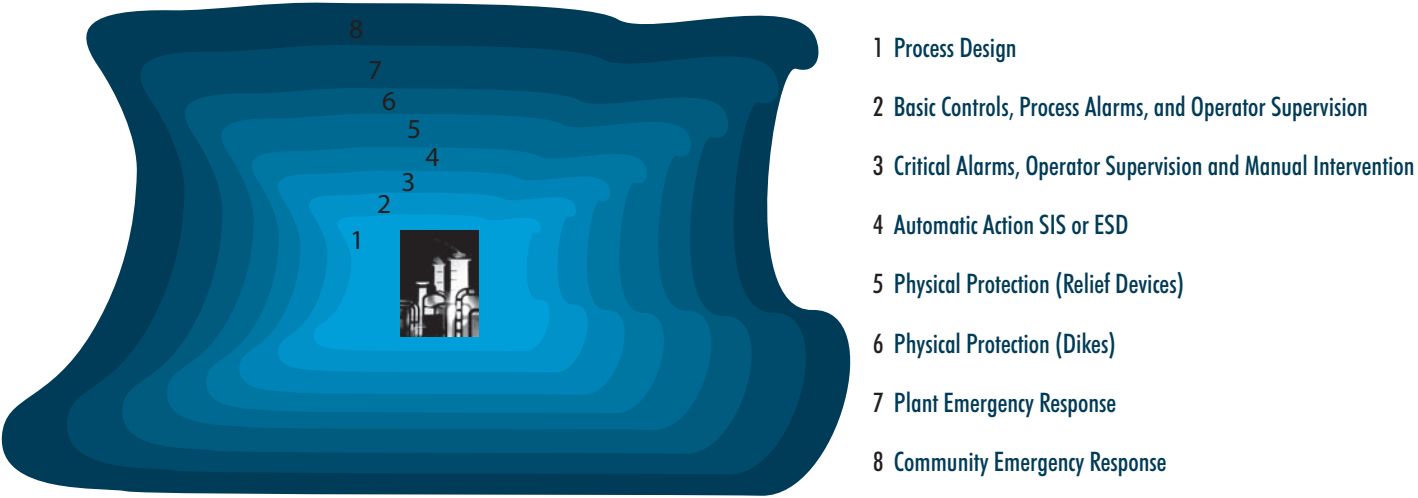 8
7
6
5
4
3
2
1
1 Process Design
2 Basic Controls, Process Alarms, and Operator Supervision
3 Critical Alarms, Operator Supervision and Manual Intervention
4 Automatic Action SIS or ESD
5 Physical Protection (Relief Devices)
6 Physical Protection (Dikes)
7 Plant Emergency Response
8 Community Emergency Response